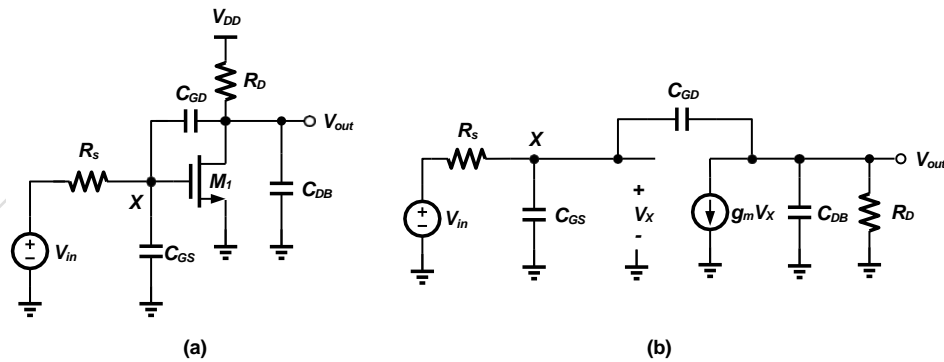 V_DD
R_D
C_GD
V_out
R_s
M_1
X
C_DB
+
−
V_in
C_GS
(a)
C_GD
R_s
X
V_out
+
V_X
-
g_mV_X
C_DB
R_D
+
−
V_in
C_GS
(b)